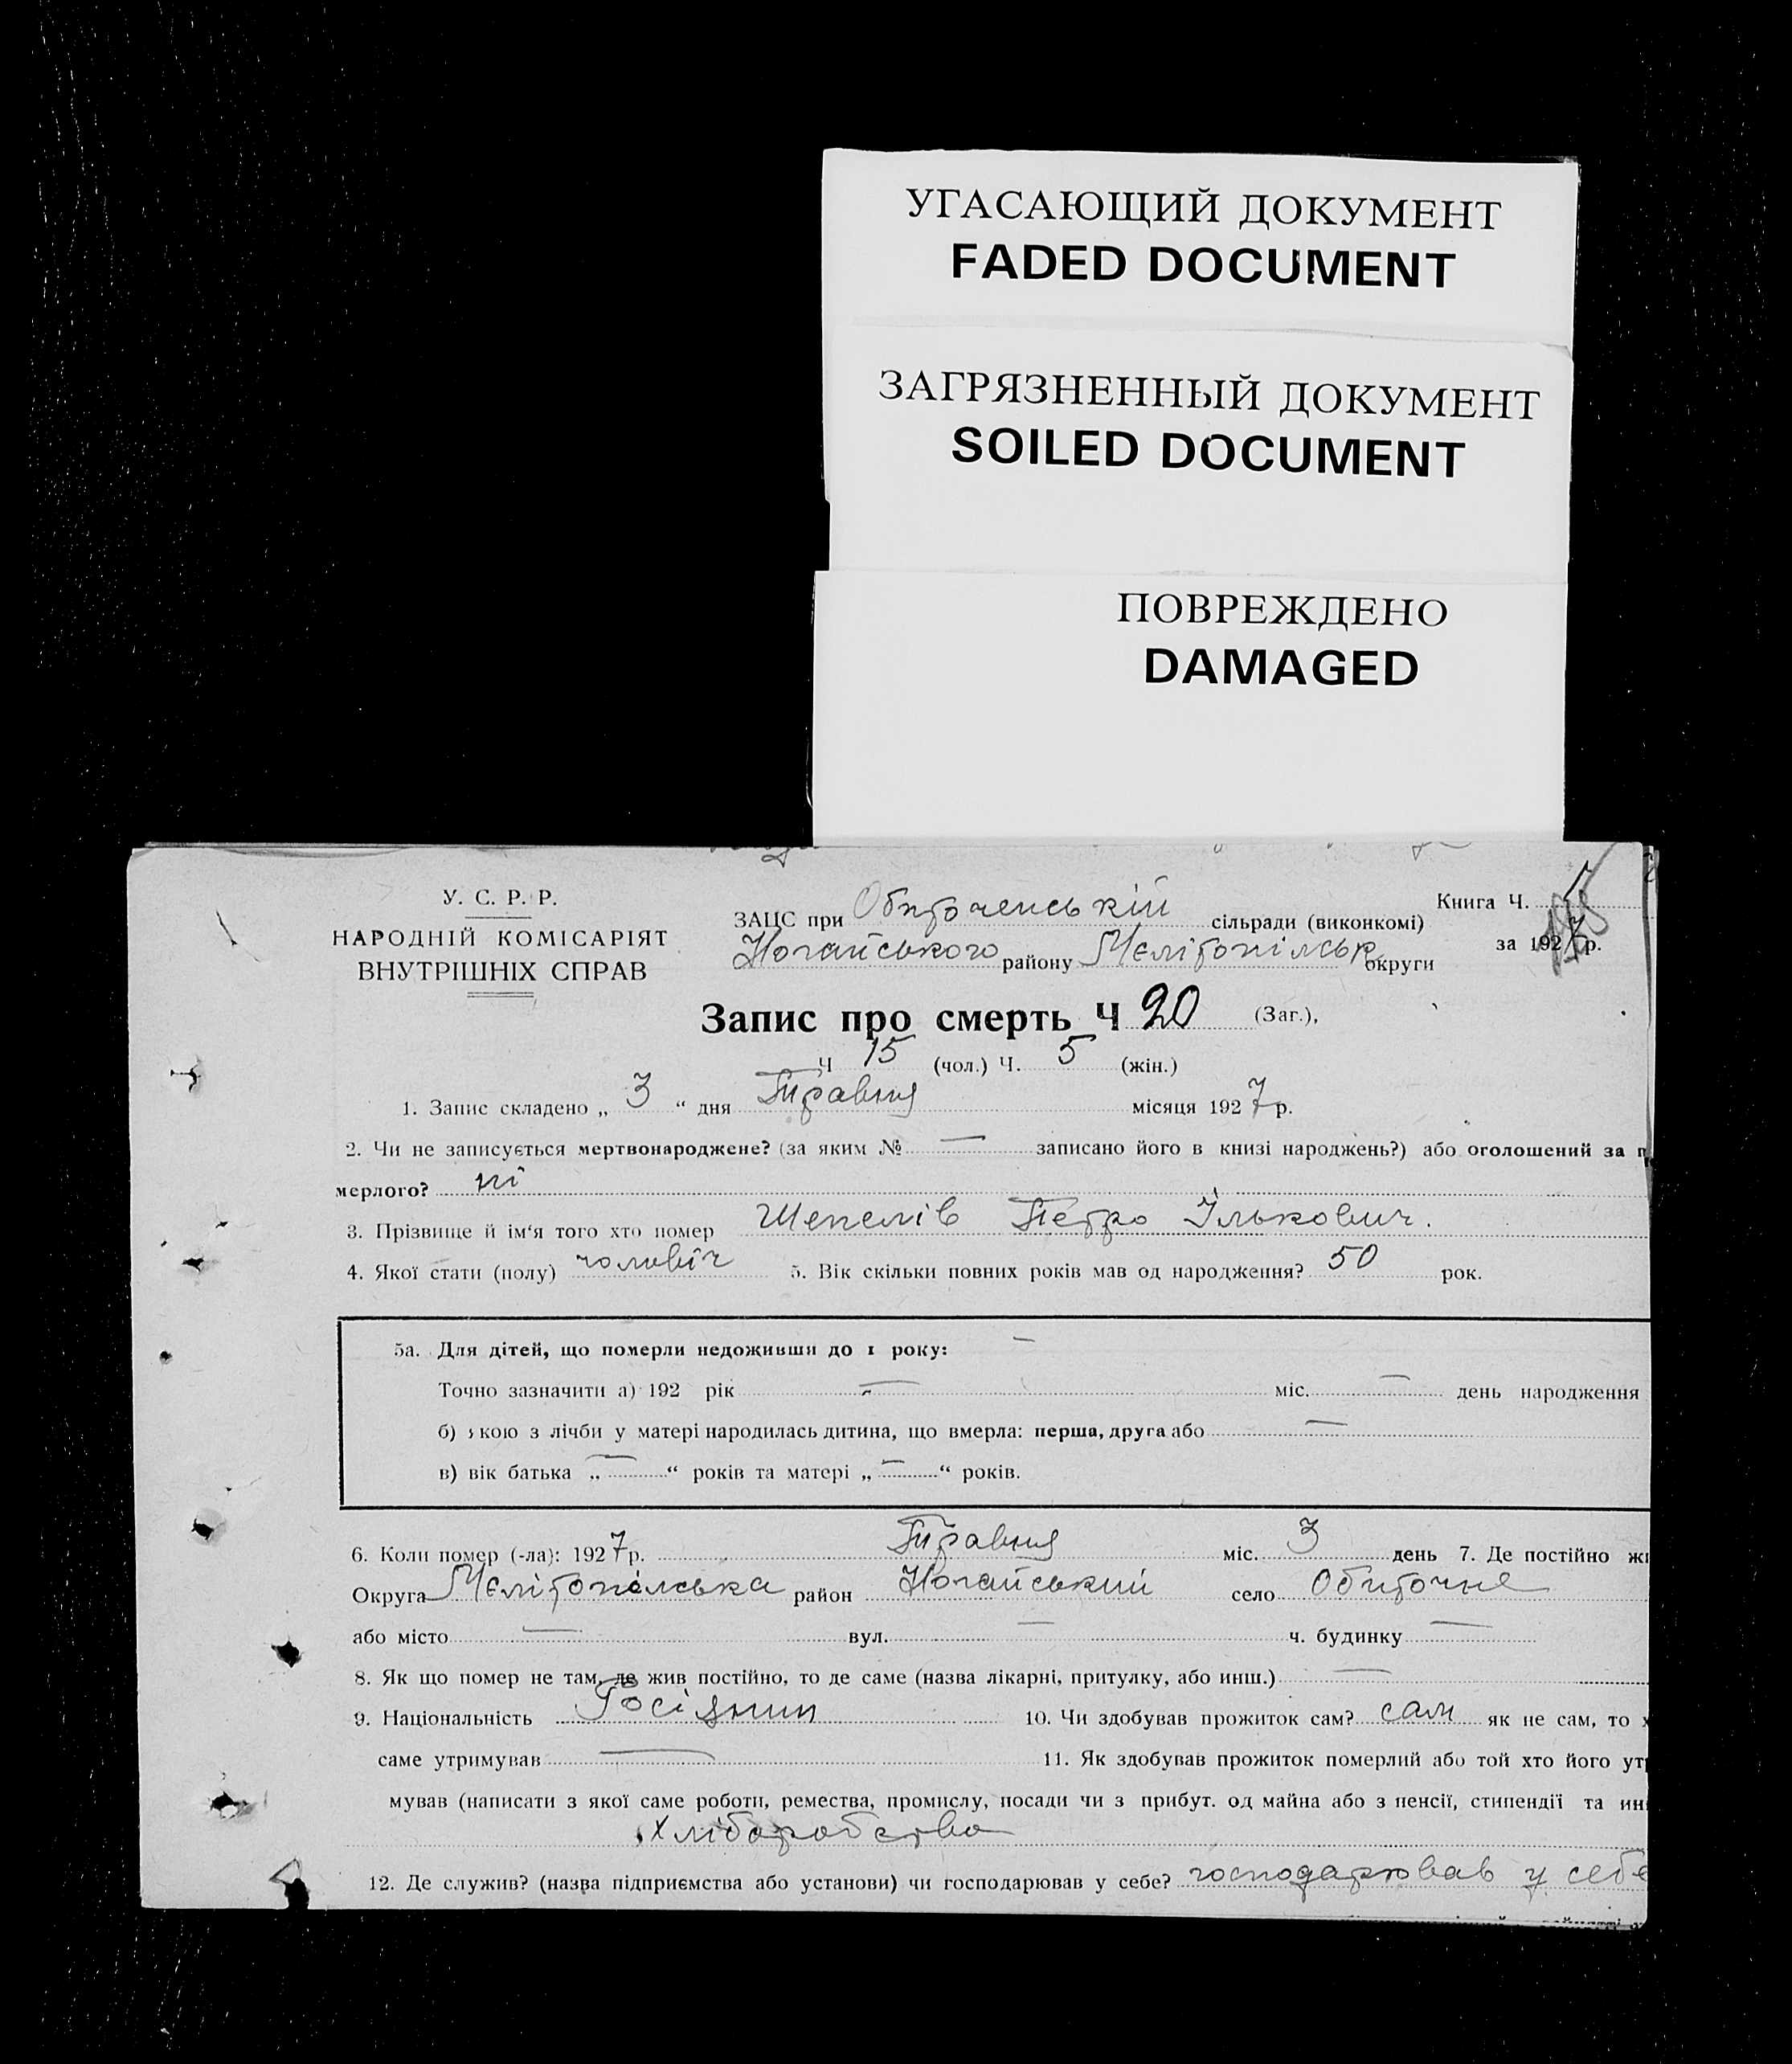 УГАСАЮЩИЙ ДОКУМЕНТ
FADED DOCUMENT
ЗАГРЯЗНЕННЫЙ ДОКУМЕНТ
SOILED DOCUMENT
ПОВРЕЖДЕНО
DAMAGED
У. С. Р. Р.
НАРОДНІЙ КОМІСАРІЯТ
ВНУТРІШНІХ СПРАВ
ЗАЦС при Обиточенській сільради (виконкомі)
Ногайського району Мелітопільськ округи
Книга Ч.
за 1927 р.
Запис про смерть Ч 20 (Заг.),
Ч 15 (чол.) Ч. 5 (жін.)
1. Запис складено „ 3 “ дня Травня місяця 1927 р.
2. Чи не записується мертвонароджене? (за яким № — записано його в книзі народжень?) або оголошений за п
мерлого? ні
3. Прізвище й ім'я того хто помер Шепелів Петро Ількович.
4. Якої стати (полу) чоловіч 5. Вік скільки повних років мав од народження? 50 рок.
5а. Для дітей, що померли недоживши до 1 року: —
Точно зазначити а) 192 рік — міс. — день народження
б) якою з лічби у матері народилась дитина, що вмерла: перша, друга або —
в) вік батька „ — “ років та матері „ — “ років.
6. Коли помер (-ла): 1927 р. Травня міс. 3 день 7. Де постійно жи
Округа Мелітопільська район Ногайський село Обиточне
або місто — вул. — ч. будинку —
8. Як що помер не там, де жив постійно, то де саме (назва лікарні, притулку, або инш.) —
9. Національність Росіянин 10. Чи здобував прожиток сам? сам як не сам, то х
саме утримував — 11. Як здобував прожиток померлий або той хто його утр
мував (написати з якої саме роботи, ремества, промислу, посади чи з прибут. од майна або з пенсії, стипендії та ин
Хліборобство
12. Де служив? (назва підприємства або установи) чи господарював у себе? господарював у себе